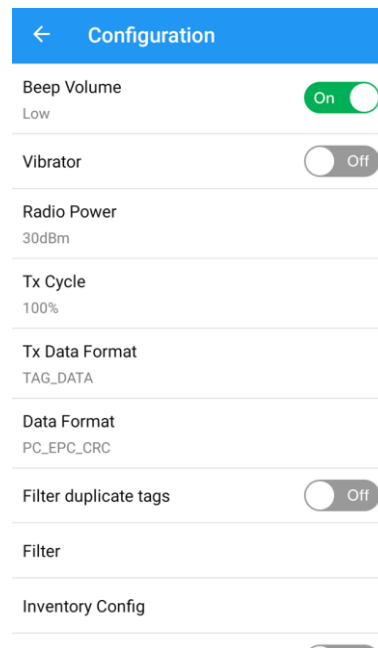 Configuration
Beep Volume
Low
On
Vibrator
Off
Radio Power
30dBm
Tx Cycle
100%
Tx Data Format
TAG_DATA
Data Format
PC_EPC_CRC
Filter duplicate tags
Off
Filter
Inventory Config